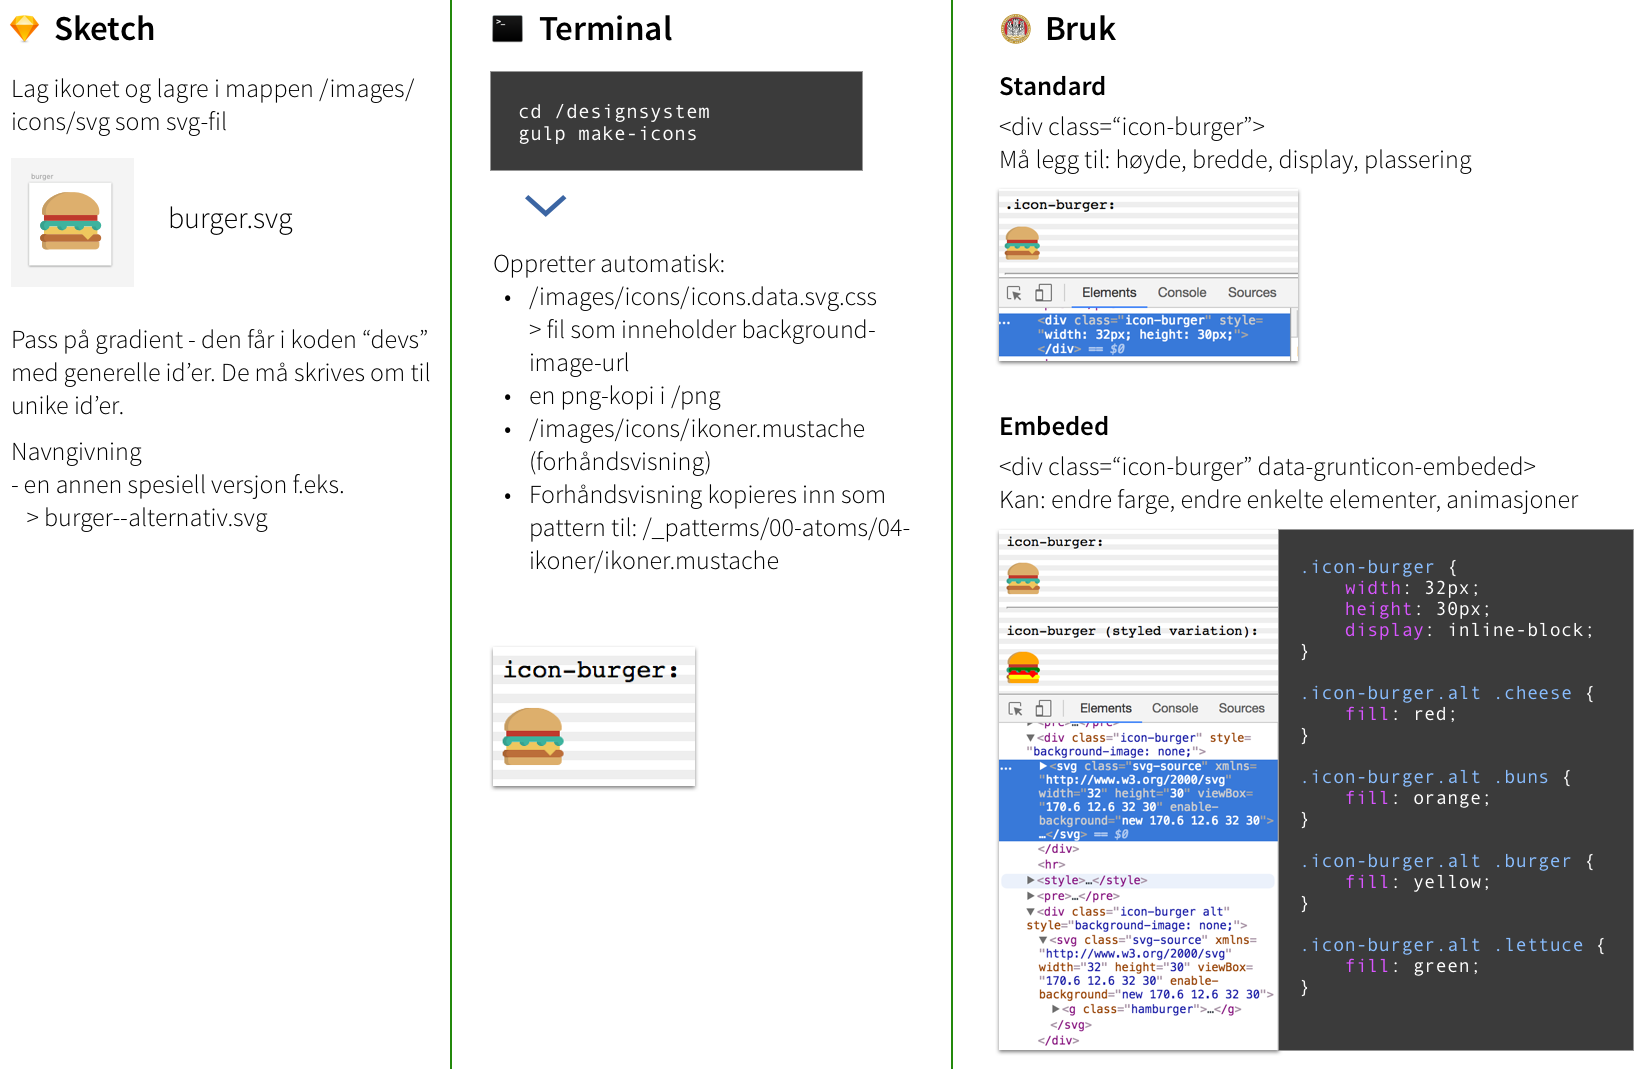 Sketch
Lag ikonet og lagre i mappen /images/
icons/svg som svg-fil
burger
burger.svg
Pass på gradient - den får i koden “devs”
med generelle id’er. De må skrives om til
unike id’er.
Navngivning
- en annen spesiell versjon f.eks.
> burger--alternativ.svg
Terminal
cd /designsystem
gulp make-icons
Oppretter automatisk:
• /images/icons/icons.data.svg.css
> fil som inneholder background-
image-url
• en png-kopi i /png
• /images/icons/ikoner.mustache
(forhåndsvisning)
• Forhåndsvisning kopieres inn som
pattern til: /_patterms/00-atoms/04-
ikoner/ikoner.mustache
icon-burger:
Bruk
Standard
<div class=“icon-burger”>
Må legg til: høyde, bredde, display, plassering
.icon-burger:
Elements Console Sources
… <div class="icon-burger" style=
"width: 32px; height: 30px;">
</div> == $0
Embeded
<div class=“icon-burger” data-grunticon-embeded>
Kan: endre farge, endre enkelte elementer, animasjoner
icon-burger:
icon-burger (styled variation):
Elements Console Sources
▶<pre>…</pre>
▼<div class="icon-burger" style=
"background-image: none;">
… ▶<svg class="svg-source" xmlns=
"http://www.w3.org/2000/svg"
width="32" height="30" viewBox=
"170.6 12.6 32 30" enable-
background="new 170.6 12.6 32 30">
…</svg> == $0
</div>
<hr>
▶<style>…</style>
▶<pre>…</pre>
▼<div class="icon-burger alt"
style="background-image: none;">
▼<svg class="svg-source" xmlns=
"http://www.w3.org/2000/svg"
width="32" height="30" viewBox=
"170.6 12.6 32 30" enable-
background="new 170.6 12.6 32 30">
▶<g class="hamburger">…</g>
</svg>
</div>
.icon-burger {
width: 32px;
height: 30px;
display: inline-block;
}
.icon-burger.alt .cheese {
fill: red;
}
.icon-burger.alt .buns {
fill: orange;
}
.icon-burger.alt .burger {
fill: yellow;
}
.icon-burger.alt .lettuce {
fill: green;
}